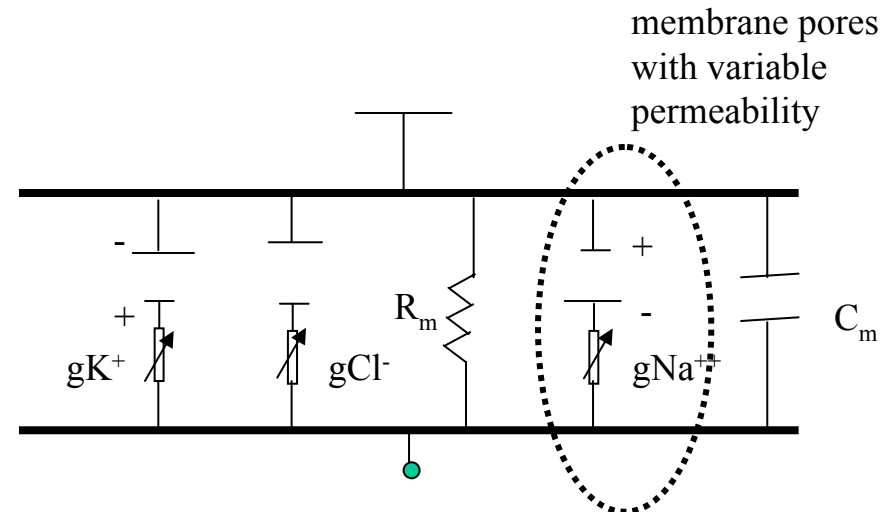 membrane pores
with variable
permeability
-
+
+
-
R_m
C_m
gK⁺
gCl⁻
gNa⁺⁺